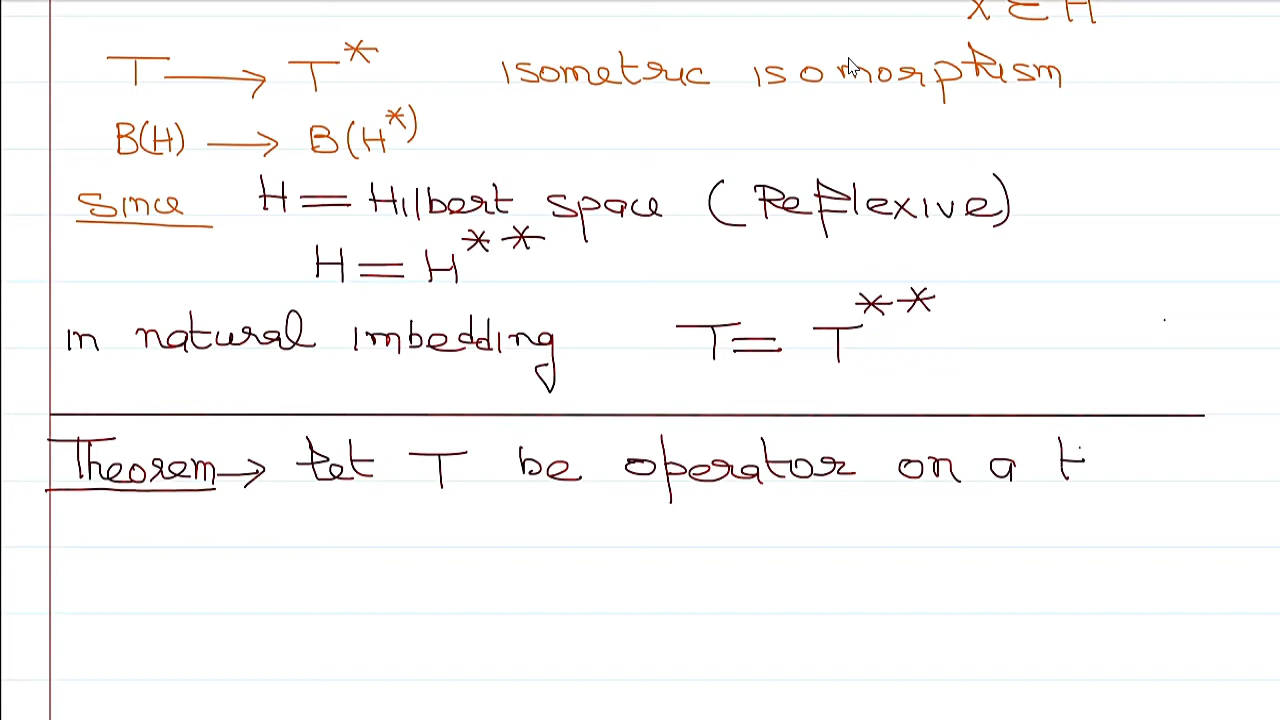 x ∈ H
T → T* isometric isomorphism
B(H) → B(H*)
Since H = Hilbert space (Reflexive)
H = H**
in natural imbedding T = T**
Theorem → Let T be operator on a